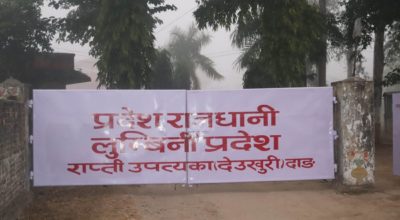 प्रदेश राजधानी
लुम्बिनी प्रदेश
राप्ती उपत्यका(देउखुरी)दाङ